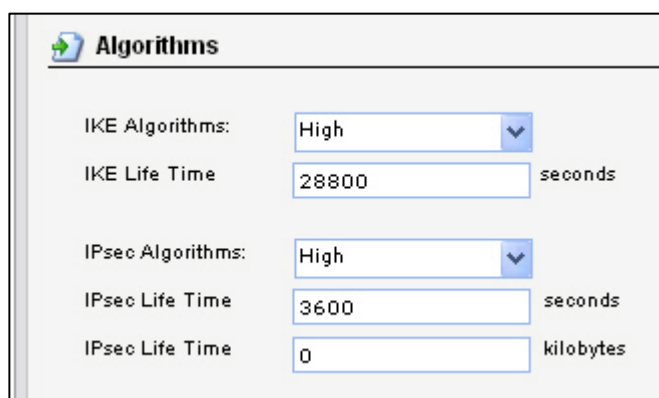 Algorithms
IKE Algorithms: High
IKE Life Time 28800 seconds
IPsec Algorithms: High
IPsec Life Time 3600 seconds
IPsec Life Time 0 kilobytes